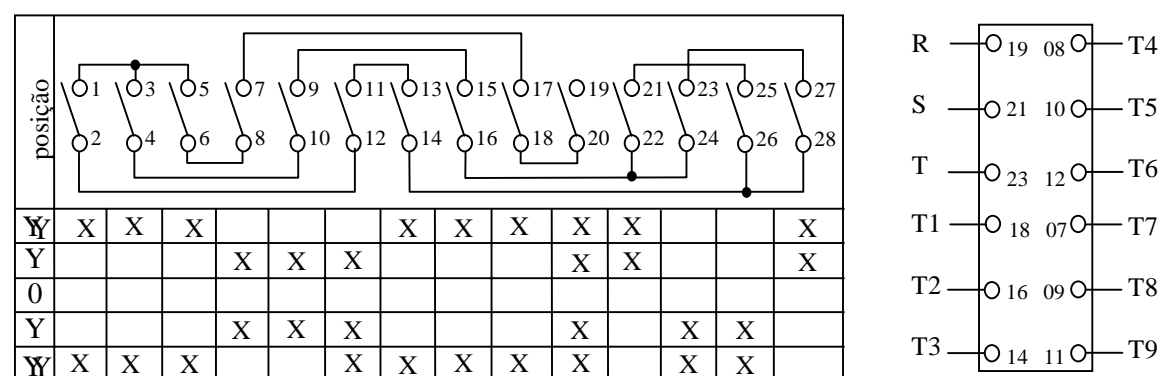 posição
1 3 5 7 9 11 13 15 17 19 21 23 25 27
2 4 6 8 10 12 14 16 18 20 22 24 26 28
YY X X X X X X X X X
Y X X X X X X
0
Y X X X X X X
YY X X X X X X X X X X
R 19 08 T4
S 21 10 T5
T 23 12 T6
T1 18 07 T7
T2 16 09 T8
T3 14 11 T9